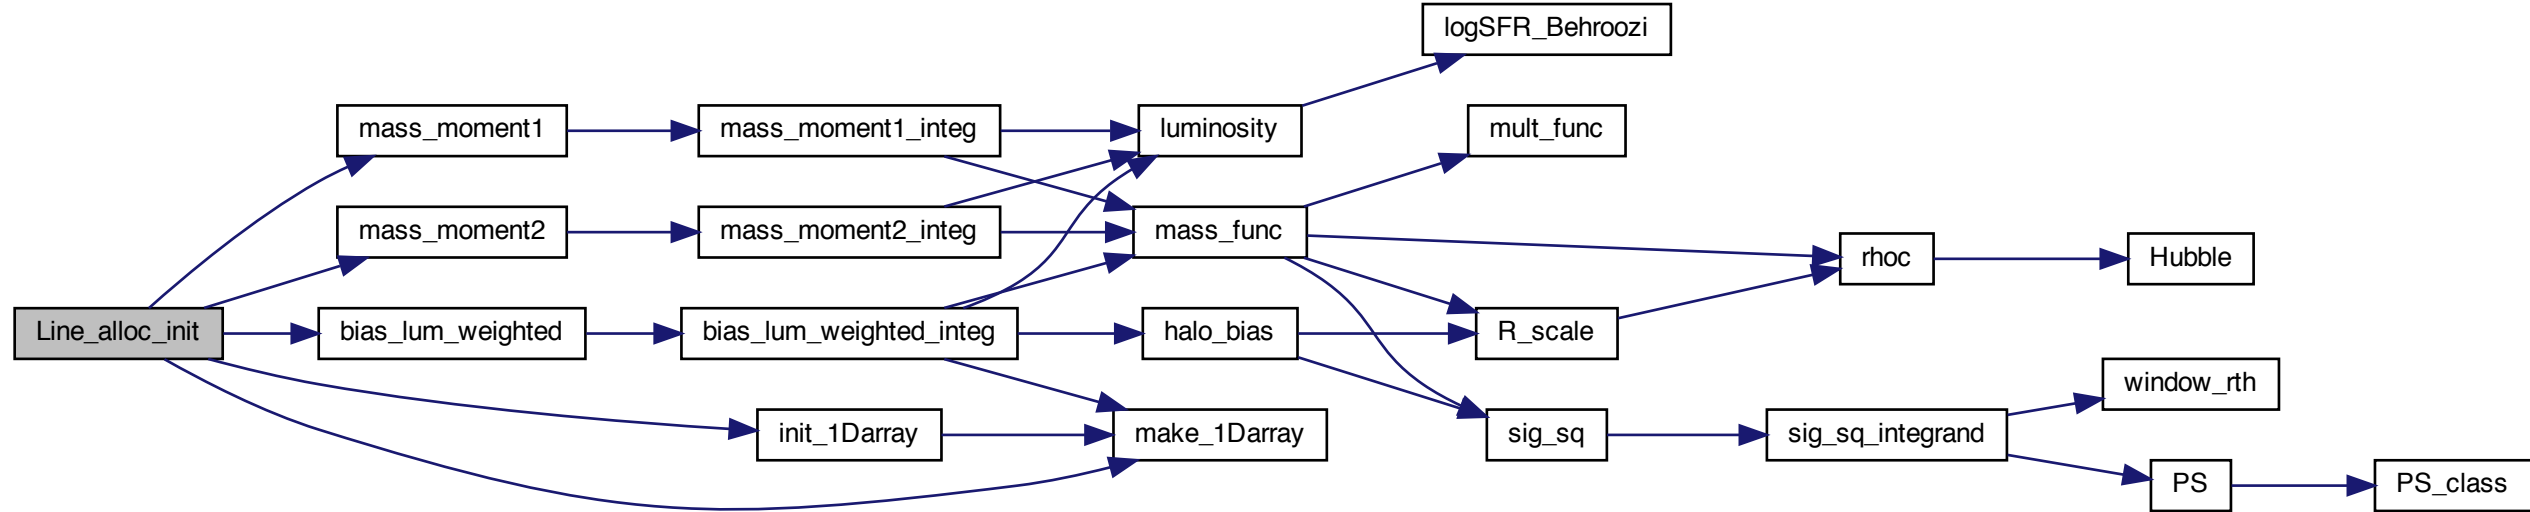 logSFR_Behroozi
mass_moment1
mass_moment1_integ
luminosity
mult_func
mass_moment2
mass_moment2_integ
mass_func
rhoc
Hubble
Line_alloc_init
bias_lum_weighted
bias_lum_weighted_integ
halo_bias
R_scale
window_rth
init_1Darray
make_1Darray
sig_sq
sig_sq_integrand
PS
PS_class